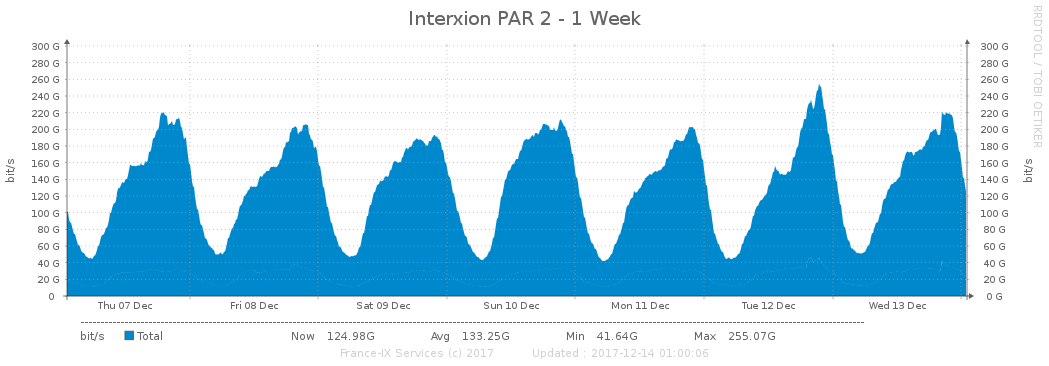 Interxion PAR 2 - 1 Week
RRDTOOL / TOBI OETIKER
300 G 300 G
280 G 280 G
260 G 260 G
240 G 240 G
220 G 220 G
200 G 200 G
180 G 180 G
160 G 160 G
140 G 140 G
120 G 120 G
100 G 100 G
80 G 80 G
60 G 60 G
40 G 40 G
20 G 20 G
0 0 G
bit/s
bit/s
Thu 07 Dec Fri 08 Dec Sat 09 Dec Sun 10 Dec Mon 11 Dec Tue 12 Dec Wed 13 Dec
bit/s Total Now 124.98G Avg 133.25G Min 41.64G Max 255.07G
France-IX Services (c) 2017 Updated : 2017-12-14 01:00:06